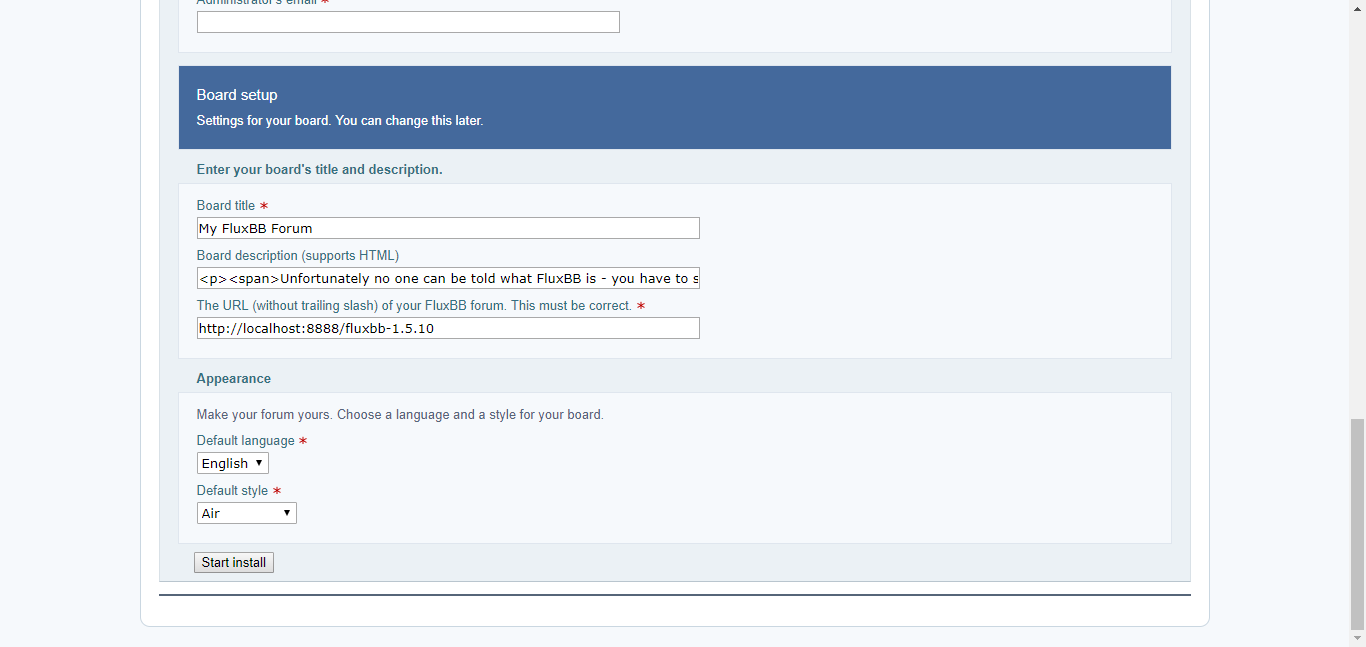 Administrator's email *
Board setup
Settings for your board. You can change this later.
Enter your board's title and description.
Board title *
My FluxBB Forum
Board description (supports HTML)
<p><span>Unfortunately no one can be told what FluxBB is - you have to s
The URL (without trailing slash) of your FluxBB forum. This must be correct. *
http://localhost:8888/fluxbb-1.5.10
Appearance
Make your forum yours. Choose a language and a style for your board.
Default language *
English
Default style *
Air
Start install